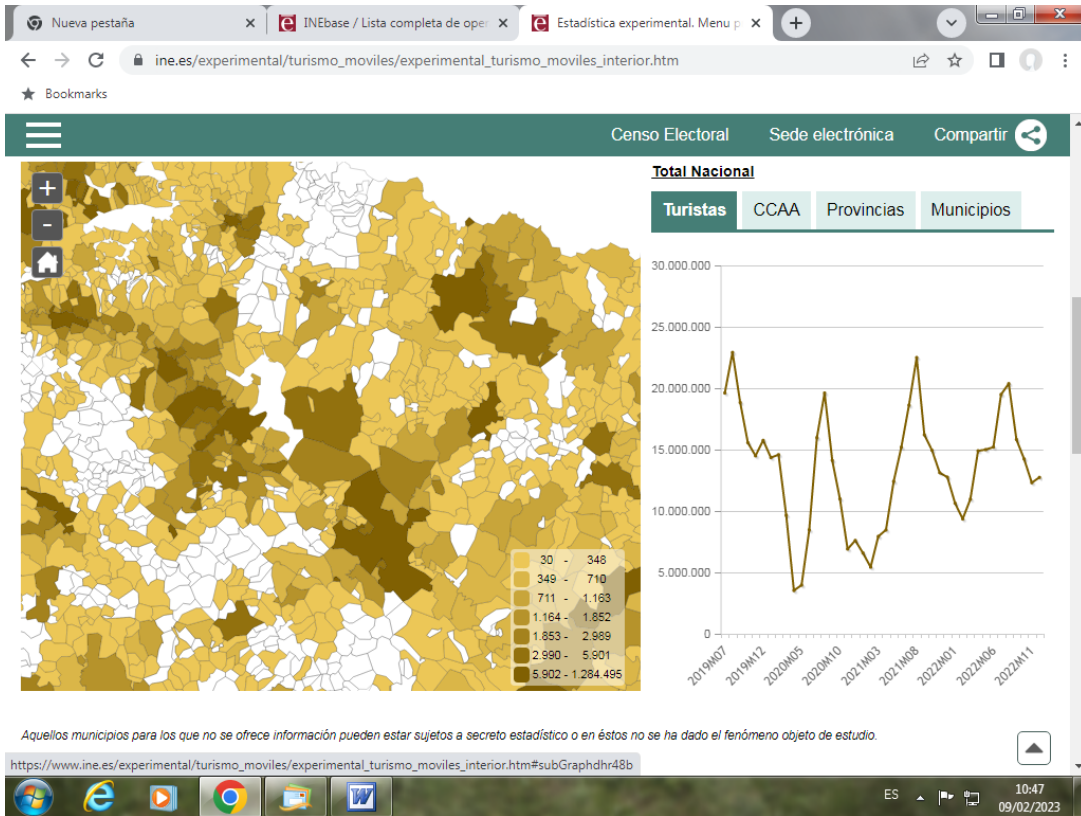 Nueva pestaña
INEbase / Lista completa de oper
Estadística experimental. Menu p
ine.es/experimental/turismo_moviles/experimental_turismo_moviles_interior.htm
Bookmarks
Censo Electoral Sede electrónica Compartir
+
-
Total Nacional
Turistas CCAA Provincias Municipios
30.000.000
25.000.000
20.000.000
15.000.000
10.000.000
5.000.000
0
2019M07 2019M12 2020M05 2020M10 2021M03 2021M08 2022M01 2022M06 2022M11
30 - 348
349 - 710
711 - 1.163
1.164 - 1.852
1.853 - 2.989
2.990 - 5.901
5.902 - 1.284.495
Aquellos municipios para los que no se ofrece información pueden estar sujetos a secreto estadístico o en éstos no se ha dado el fenómeno objeto de estudio.
https://www.ine.es/experimental/turismo_moviles/experimental_turismo_moviles_interior.htm#subGraphdhr48b
ES
10:47
09/02/2023